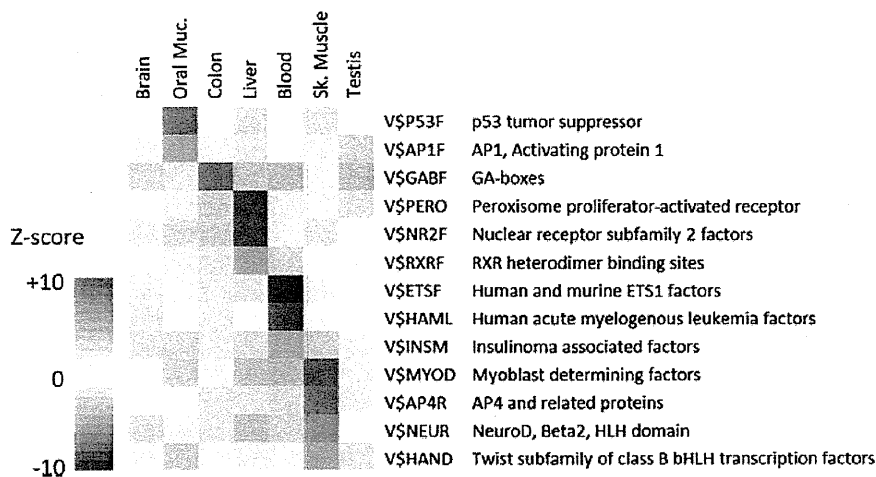 Brain
Oral Muc.
Colon
Liver
Blood
Sk. Muscle
Testis
V$P53F p53 tumor suppressor
V$AP1F AP1, Activating protein 1
V$GABF GA-boxes
V$PERO Peroxisome proliferator-activated receptor
V$NR2F Nuclear receptor subfamily 2 factors
V$RXRF RXR heterodimer binding sites
V$ETSF Human and murine ETS1 factors
V$HAML Human acute myelogenous leukemia factors
V$INSM Insulinoma associated factors
V$MYOD Myoblast determining factors
V$AP4R AP4 and related proteins
V$NEUR NeuroD, Beta2, HLH domain
V$HAND Twist subfamily of class B bHLH transcription factors
Z-score
+10
0
-10